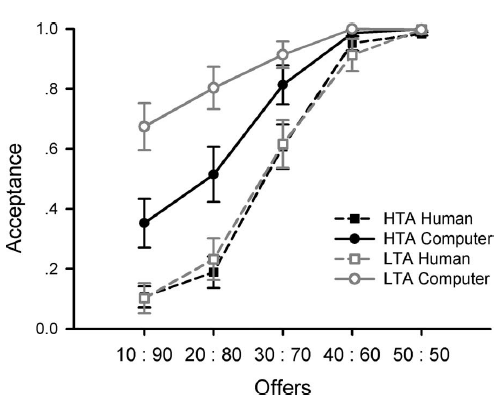 Acceptance
1.0
.8
.6
.4
.2
0.0
HTA Human
HTA Computer
LTA Human
LTA Computer
10 : 90 20 : 80 30 : 70 40 : 60 50 : 50
Offers